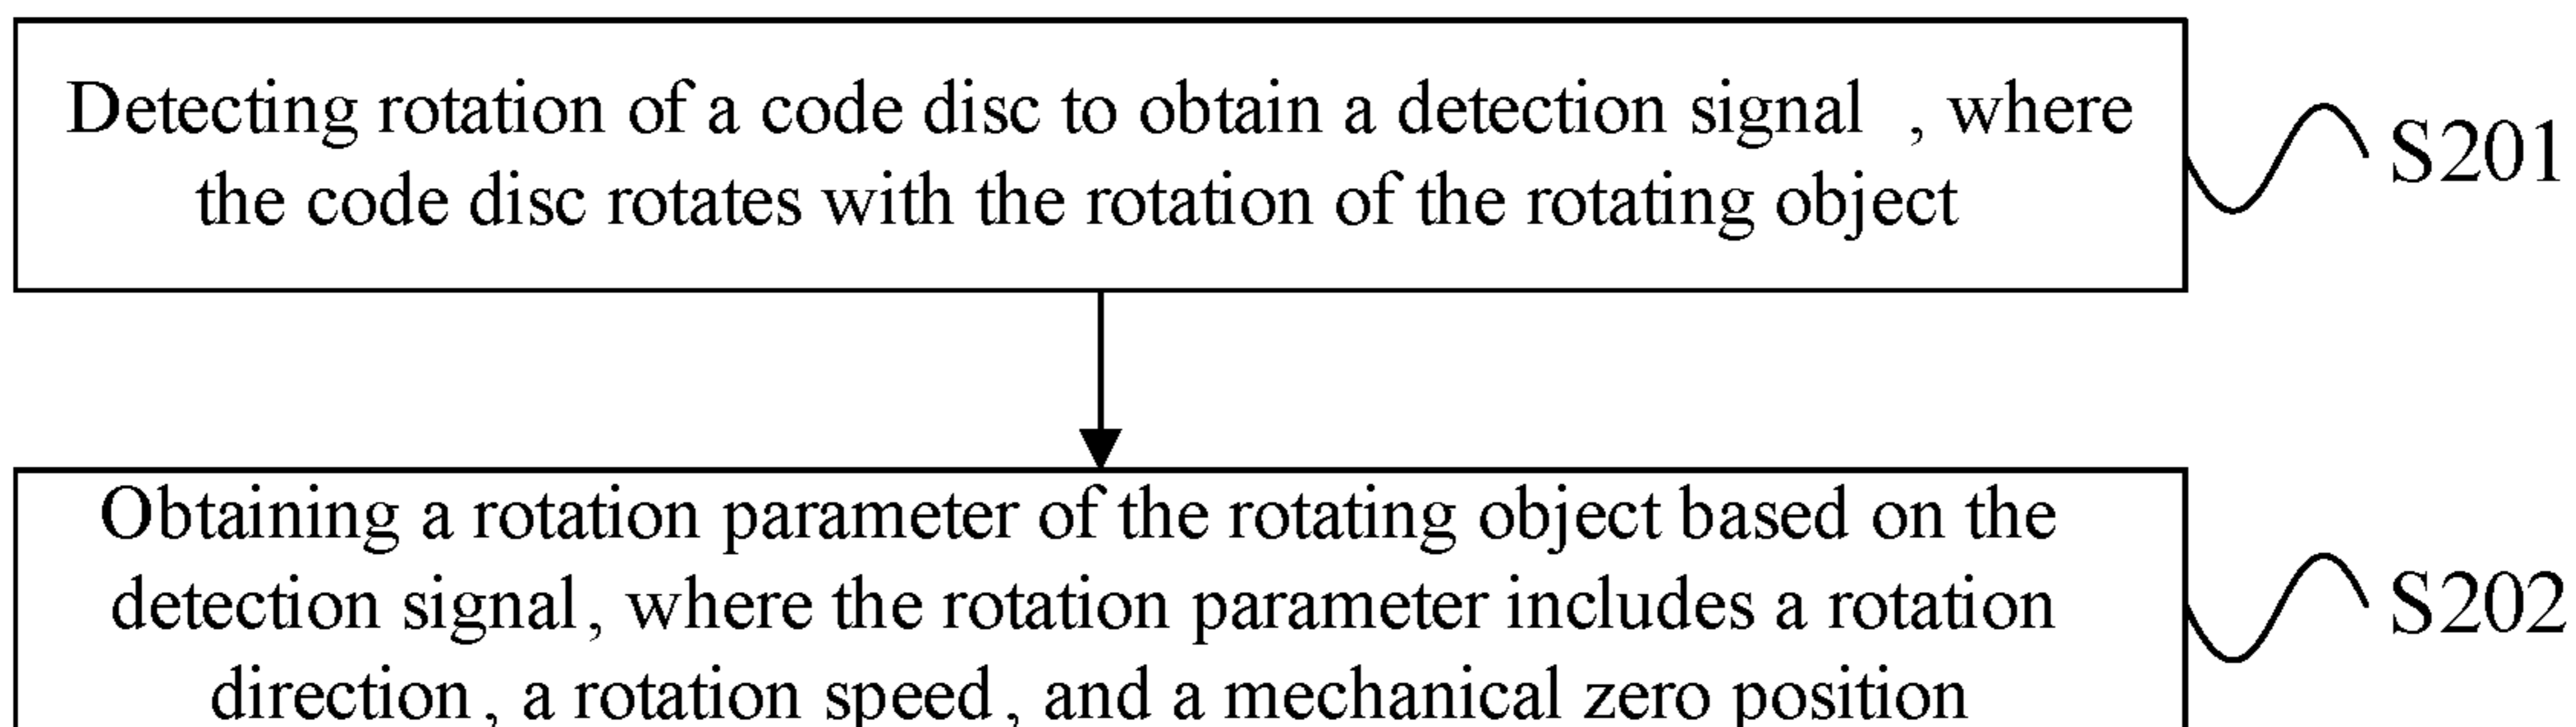 Detecting rotation of a code disc to obtain a detection signal , where
the code disc rotates with the rotation of the rotating object
S201
Obtaining a rotation parameter of the rotating object based on the
detection signal, where the rotation parameter includes a rotation
direction, a rotation speed, and a mechanical zero position
S202